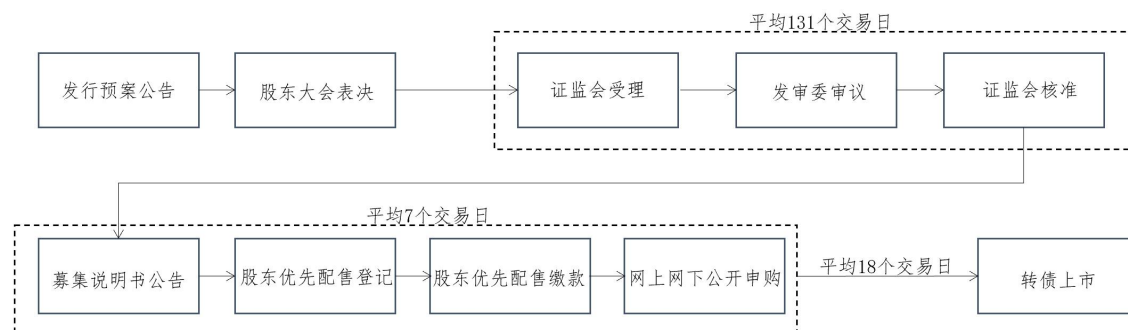 平均131个交易日
发行预案公告
股东大会表决
证监会受理
发审委审议
证监会核准
平均7个交易日
募集说明书公告
股东优先配售登记
股东优先配售缴款
网上网下公开申购
平均18个交易日
转债上市